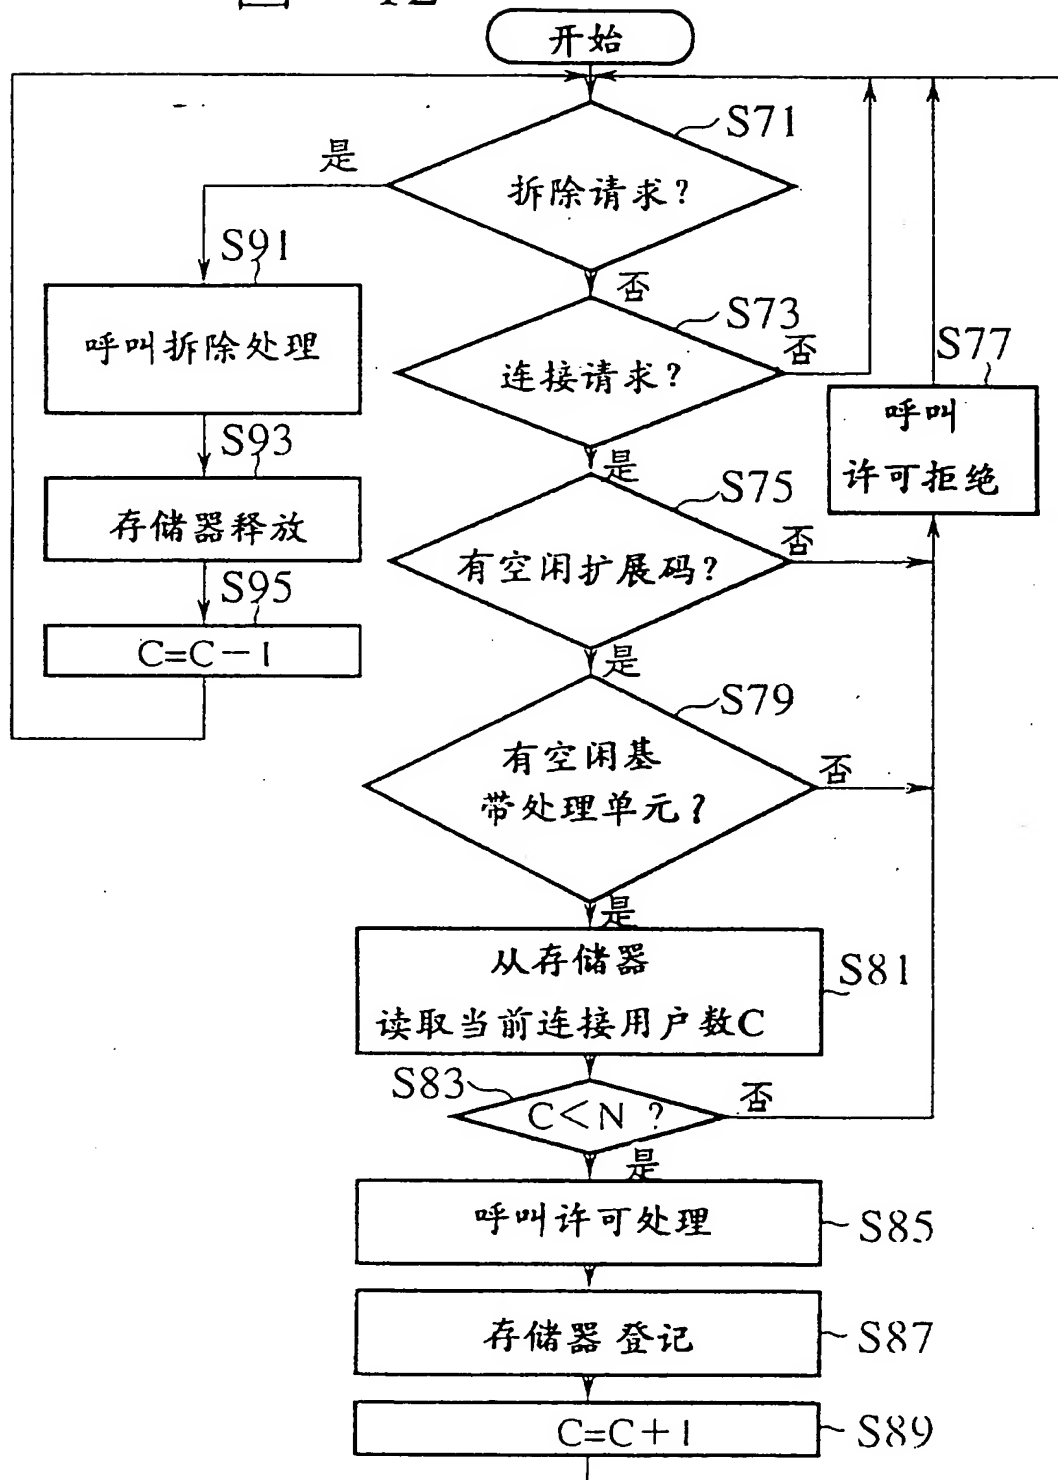 图 12
开始
S71
是
拆除请求?
S91
否
呼叫拆除处理
S73
否
连接请求?
S77
呼叫
许可拒绝
S93
是
存储器释放
S75
否
有空闲扩展码?
S95
C=C-1
是
S79
有空闲基
带处理单元?
否
是
从存储器
读取当前连接用户数C
S81
S83
C<N ?
否
是
呼叫许可处理
S85
存储器 登记
S87
C=C+1
S89